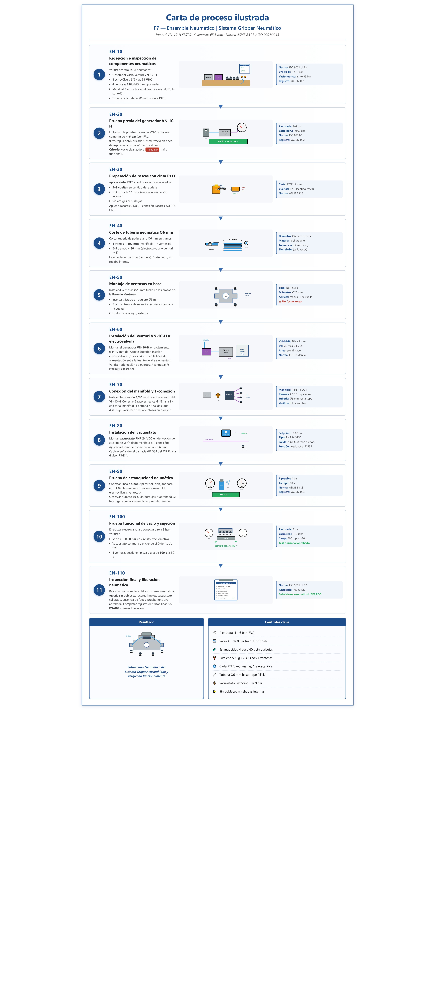 Carta de proceso ilustrada
F7 — Ensamble Neumático | Sistema Gripper Neumático
Venturi VN-10-H FESTO · 4 ventosas Ø25 mm · Norma ASME B31.3 / ISO 9001:2015
1
EN-10
Recepción e inspección de
componentes neumáticos
Verificar contra BOM neumática:
• Generador vacío Venturi VN-10-H
• Electroválvula 5/2 vías 24 VDC
• 4 ventosas NBR Ø25 mm tipo fuelle
• Manifold 1 entrada / 4 salidas, racores G1/8", T-
conexión
• Tubería poliuretano Ø6 mm + cinta PTFE
VN-10-H
Norma: ISO 9001 cl. 8.4
VN-10-H: P 4–6 bar
Vacío teórico: ≤ −0.85 bar
Registro: QC-EN-001
2
EN-20
Prueba previa del generador VN-10-
H
En banco de pruebas: conectar VN-10-H a aire
comprimido 4–6 bar (con FRL:
filtro/regulador/lubricador). Medir vacío en boca
de aspiración con vacuómetro calibrado.
Criterio: vacío alcanzado ≥ −0.60 bar (mín.
funcional).
VN-10-H
VACÍO ≥ −0.60 bar ✓
P entrada: 4–6 bar
Vacío mín.: −0.60 bar
Norma: ISO 8573-1
Registro: QC-EN-002
3
EN-30
Preparación de roscas con cinta PTFE
Aplicar cinta PTFE a todos los racores roscados:
• 2–3 vueltas en sentido del apriete
• NO cubrir la 1ª rosca (evita contaminación
interna)
• Sin arrugas ni burbujas
Aplica a racores G1/8", T-conexión, racores 3/8"-16
UNF.
Cinta: PTFE 12 mm
Vueltas: 2 a 3 (sentido rosca)
Norma: ASME B31.3
4
EN-40
Corte de tubería neumática Ø6 mm
Cortar tubería de poliuretano Ø6 mm en tramos:
• 4 tramos ~ 100 mm (manifold/T → ventosas)
• 2–3 tramos ~ 80 mm (electroválvula → venturi
→ T)
Usar cortador de tubo (no tijera). Corte recto, sin
rebaba interna.
80 - 120 mm
Cortador
Diámetro: Ø6 mm exterior
Material: poliuretano
Tolerancia: ±2 mm long.
Sin rebaba (sello racor)
5
EN-50
Montaje de ventosas en base
Instalar 4 ventosas Ø25 mm fuelle en los brazos de
la Base de Ventosas:
• Insertar vástago en agujero Ø5 mm
• Fijar con tuerca de retención (apriete manual +
¼ vuelta)
• Fuelle hacia abajo / exterior
Ø25 mm
Tipo: NBR fuelle
Diámetro: Ø25 mm
Apriete: manual + ¼ vuelta
⚠ No forzar rosca
6
EN-60
Instalación del Venturi VN-10-H y
electroválvula
Montar el generador VN-10-H en alojamiento
Ø44.47 mm del Acople Superior. Instalar
electroválvula 5/2 vías 24 VDC en la línea de
alimentación entre la fuente de aire y el venturi.
Verificar orientación de puertos: P (entrada), V
(vacío) y E (escape).
VN-10-H
Acople
Superior
VN-10-H: Ø44.47 mm
EV: 5/2 vías, 24 VDC
Aire: seco, filtrado
Norma: FESTO Manual
7
EN-70
Conexión del manifold y T-conexión
Instalar T-conexión 1/8" en el puerto de vacío del
VN-10-H. Conectar 2 racores rectos G1/8" a la T y
enlazar al manifold (1 entrada / 4 salidas) que
distribuye vacío hacia las 4 ventosas en paralelo.
VN-10-H
MANIFOLD
Manifold: 1 IN / 4 OUT
Racores: G1/8" niquelados
Tubería: Ø6 mm hasta tope
Verificar: click audible
8
EN-80
Instalación del vacuostato
Montar vacuostato PNP 24 VDC en derivación del
circuito de vacío (lado manifold o T-conexión).
Ajustar setpoint de conmutación a −0.6 bar.
Cablear señal de salida hacia GPIO34 del ESP32 (vía
divisor R3/R4).
Setpoint: −0.60 bar
Tipo: PNP 24 VDC
Salida: a GPIO34 (con divisor)
Función: feedback al ESP32
9
EN-90
Prueba de estanqueidad neumática
Conectar línea a 4 bar. Aplicar solución jabonosa
en TODAS las uniones (T, racores, manifold,
electroválvula, ventosas).
Observar durante 60 s. Sin burbujas = aprobado. Si
hay fuga: apretar / reemplazar / repetir prueba.
SIN FUGAS ✓
P prueba: 4 bar
Tiempo: 60 s
Norma: ASME B31.3
Registro: QC-EN-003
10
EN-100
Prueba funcional de vacío y sujeción
Energizar electroválvula y conectar aire a 5 bar.
Verificar:
• Vacío ≥ −0.60 bar en circuito (vacuómetro)
• Vacuostato conmuta y enciende LED de "vacío
OK"
• 4 ventosas sostienen pieza plana de 500 g ≥ 30
s
500 g
SOSTIENE 500 g / ≥30 s ✓
P entrada: 5 bar
Vacío req.: −0.60 bar
Carga: 500 g por ≥30 s
Test funcional aprobado
11
EN-110
Inspección final y liberación
neumática
Revisión final completa del subsistema neumático:
tubería sin dobleces, racores limpios, vacuostato
calibrado, ausencia de fugas, prueba funcional
aprobada. Completar registro de trazabilidad QC-
EN-004 y firmar liberación.
CHECKLIST QC-EN-004
Norma: ISO 9001 cl. 8.6
Resultado: 100 % OK
Subsistema neumático LIBERADO
Resultado
Subsistema Neumático del
Sistema Gripper ensamblado y
verificado funcionalmente
Controles clave
P entrada: 4 – 6 bar (FRL)
Vacío ≥ −0.60 bar (mín. funcional)
Estanqueidad 4 bar / 60 s sin burbujas
Sostiene 500 g / ≥30 s con 4 ventosas
Cinta PTFE: 2–3 vueltas, 1ra rosca libre
Tubería Ø6 mm hasta tope (click)
Vacuostato: setpoint −0.60 bar
Sin dobleces ni rebabas internas